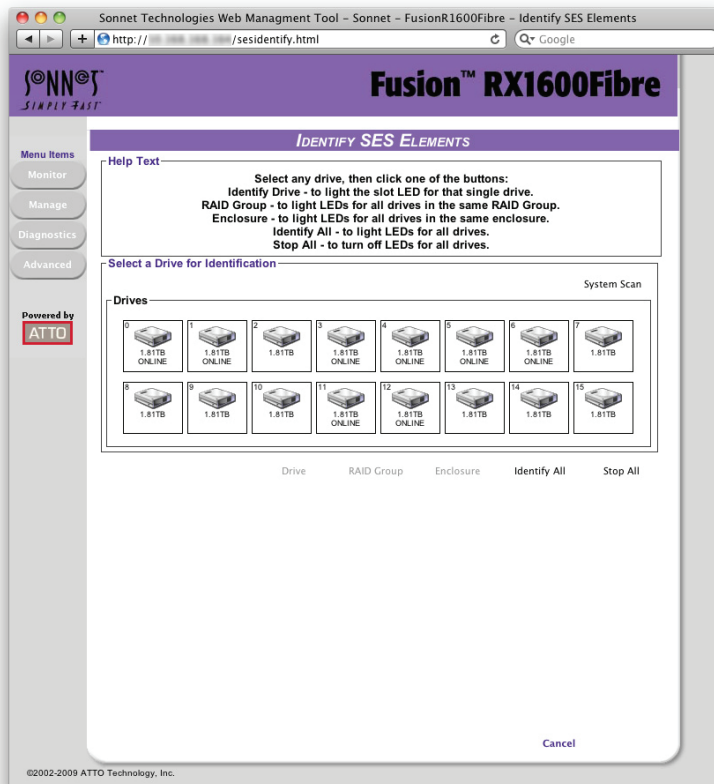 Sonnet Technologies Web Managment Tool – Sonnet – FusionR1600Fibre – Identify SES Elements
http:// /sesidentify.html
Google
SONNET™
SIMPLY FAST
Fusion™ RX1600Fibre
IDENTIFY SES ELEMENTS
Menu Items
Monitor
Manage
Diagnostics
Advanced
Powered by
ATTO
Help Text
Select any drive, then click one of the buttons:
Identify Drive - to light the slot LED for that single drive.
RAID Group - to light LEDs for all drives in the same RAID Group.
Enclosure - to light LEDs for all drives in the same enclosure.
Identify All - to light LEDs for all drives.
Stop All - to turn off LEDs for all drives.
Select a Drive for Identification
System Scan
Drives
0 1 2 3 4 5 6 7
1.81TB 1.81TB 1.81TB 1.81TB 1.81TB 1.81TB 1.81TB 1.81TB
ONLINE ONLINE ONLINE ONLINE ONLINE ONLINE
8 9 10 11 12 13 14 15
1.81TB 1.81TB 1.81TB 1.81TB 1.81TB 1.81TB 1.81TB 1.81TB
ONLINE ONLINE
Drive RAID Group Enclosure Identify All Stop All
Cancel
©2002-2009 ATTO Technology, Inc.